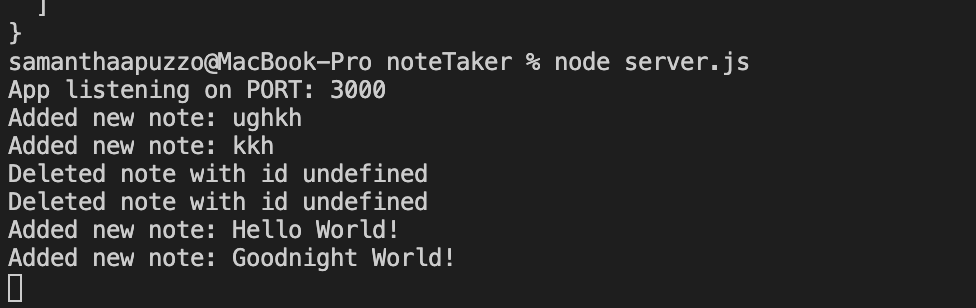 ]
}
samanthaapuzzo@MacBook-Pro noteTaker % node server.js
App listening on PORT: 3000
Added new note: ughkh
Added new note: kkh
Deleted note with id undefined
Deleted note with id undefined
Added new note: Hello World!
Added new note: Goodnight World!